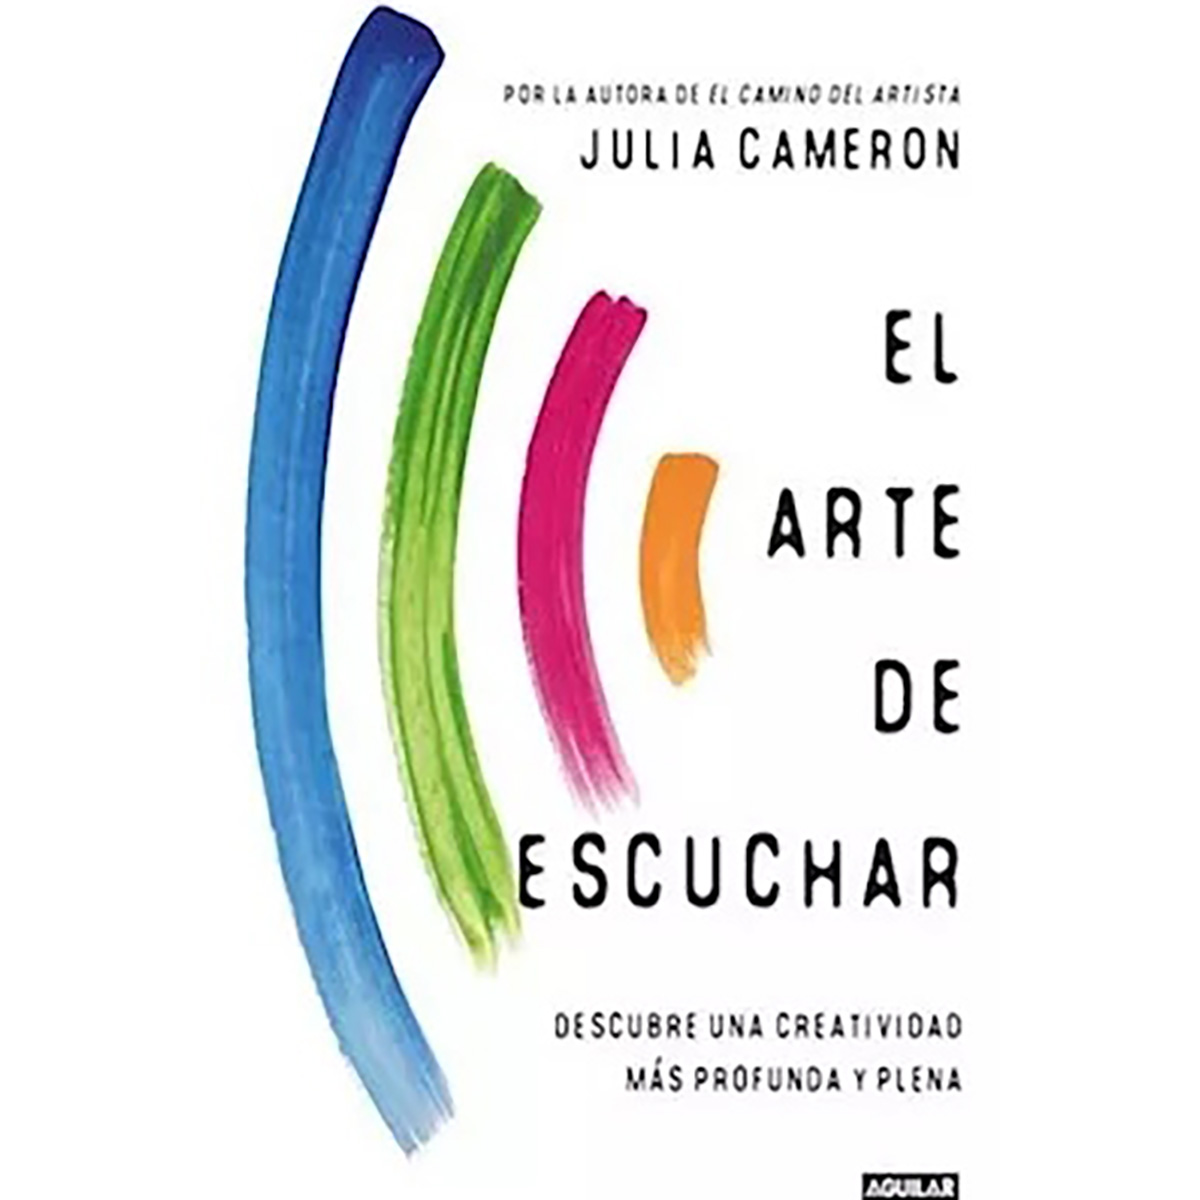 POR LA AUTORA DE EL CAMINO DEL ARTISTA
JULIA CAMERON
EL
ARTE
DE
ESCUCHAR
DESCUBRE UNA CREATIVIDAD
MÁS PROFUNDA Y PLENA
AGUILAR